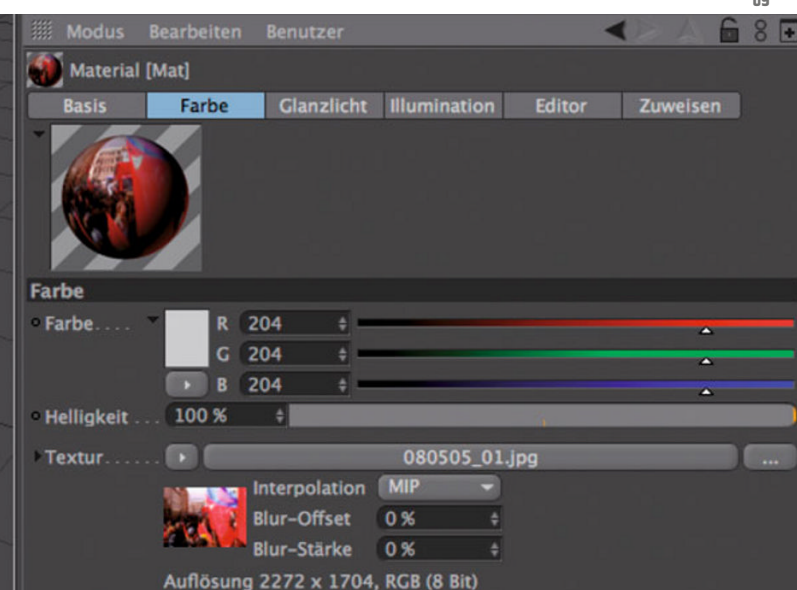 09
Modus Bearbeiten Benutzer
Material [Mat]
Basis Farbe Glanzlicht Illumination Editor Zuweisen
Farbe
Farbe.... R 204
G 204
B 204
Helligkeit ... 100 %
Textur...... 080505_01.jpg ...
Interpolation MIP
Blur-Offset 0 %
Blur-Stärke 0 %
Auflösung 2272 x 1704, RGB (8 Bit)